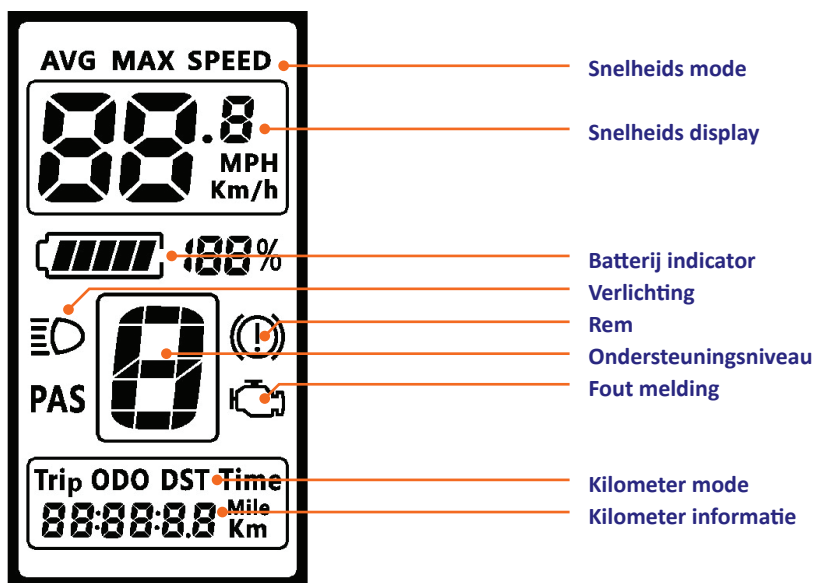 AVG MAX SPEED
Snelheids mode
88.8
Snelheids display
MPH
Km/h
188%
Batterij indicator
Verlichting
Rem
8
Ondersteuningsniveau
PAS
Fout melding
Trip ODO DST Time
Kilometer mode
88:88:8.8 Mile
Km
Kilometer informatie